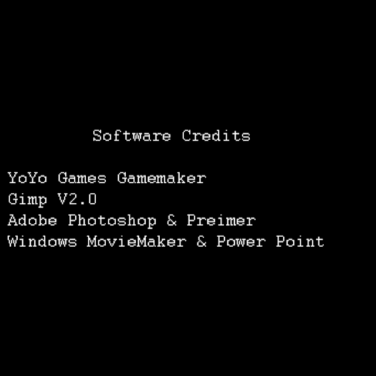 Software Credits
YoYo Games Gamemaker
Gimp V2.0
Adobe Photoshop & Preimer
Windows MovieMaker & Power Point